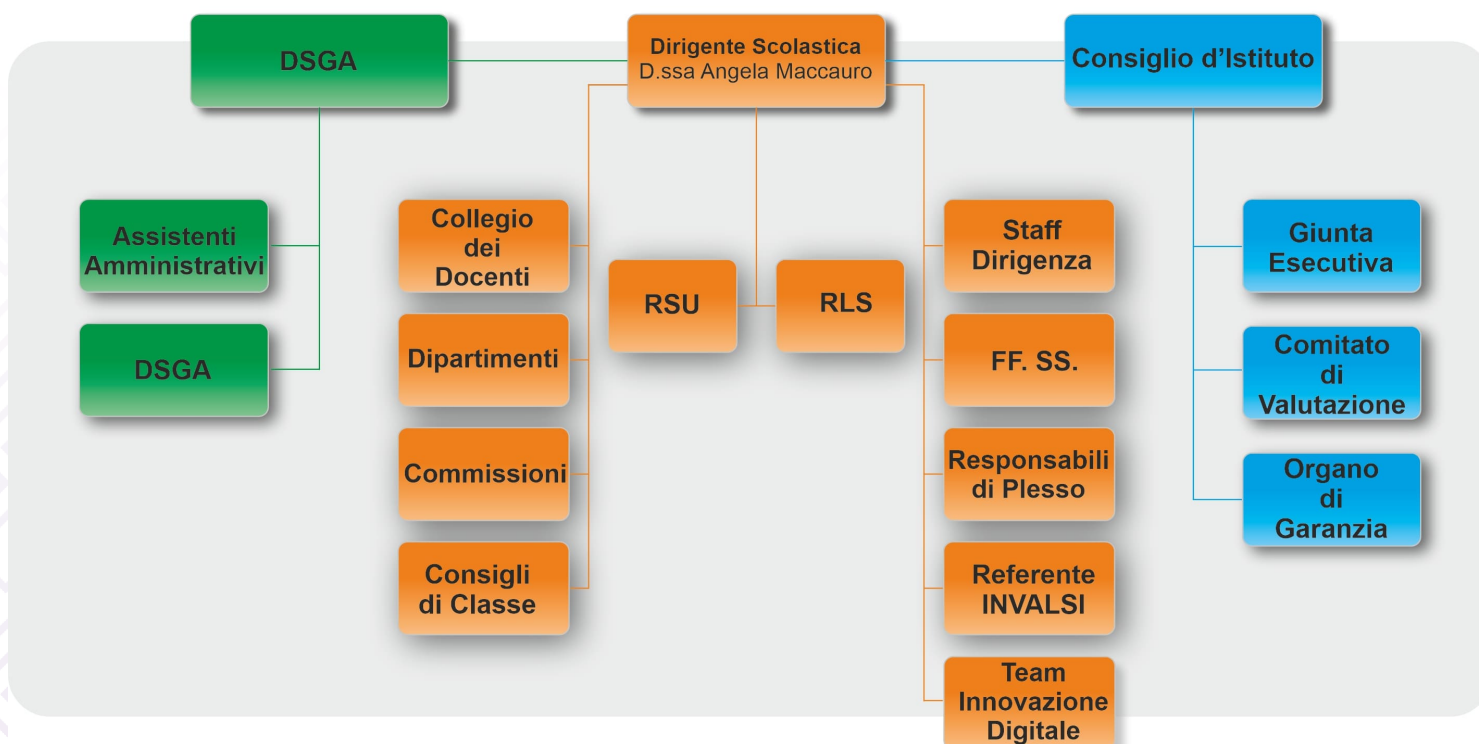 DSGA
Dirigente Scolastica
D.ssa Angela Maccauro
Consiglio d'Istituto
Assistenti
Amministrativi
DSGA
Collegio
dei
Docenti
Dipartimenti
Commissioni
Consigli
di Classe
RSU
RLS
Staff
Dirigenza
FF. SS.
Responsabili
di Plesso
Referente
INVALSI
Team
Innovazione
Digitale
Giunta
Esecutiva
Comitato
di
Valutazione
Organo
di
Garanzia